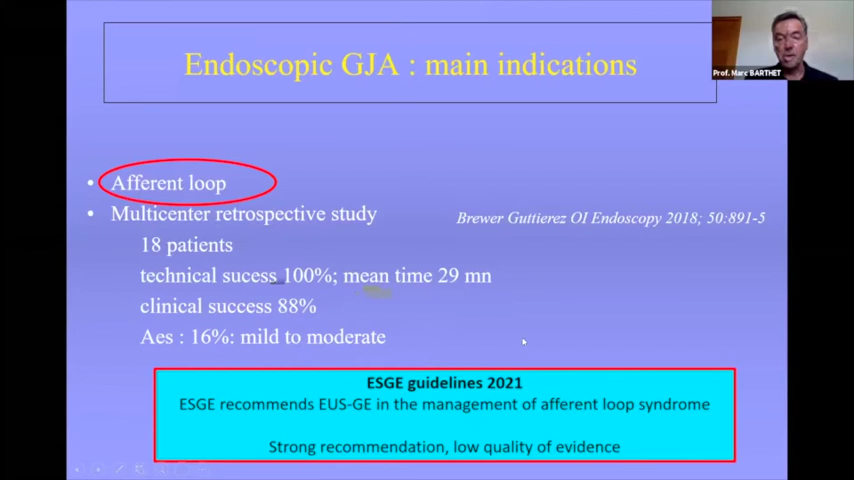 Endoscopic GJA : main indications
Prof. Marc BARTHET
• Afferent loop
• Multicenter retrospective study
Brewer Guttierez OI Endoscopy 2018; 50:891-5
18 patients
technical sucess 100%; mean time 29 mn
clinical success 88%
Aes : 16%: mild to moderate
ESGE guidelines 2021
ESGE recommends EUS-GE in the management of afferent loop syndrome
Strong recommendation, low quality of evidence